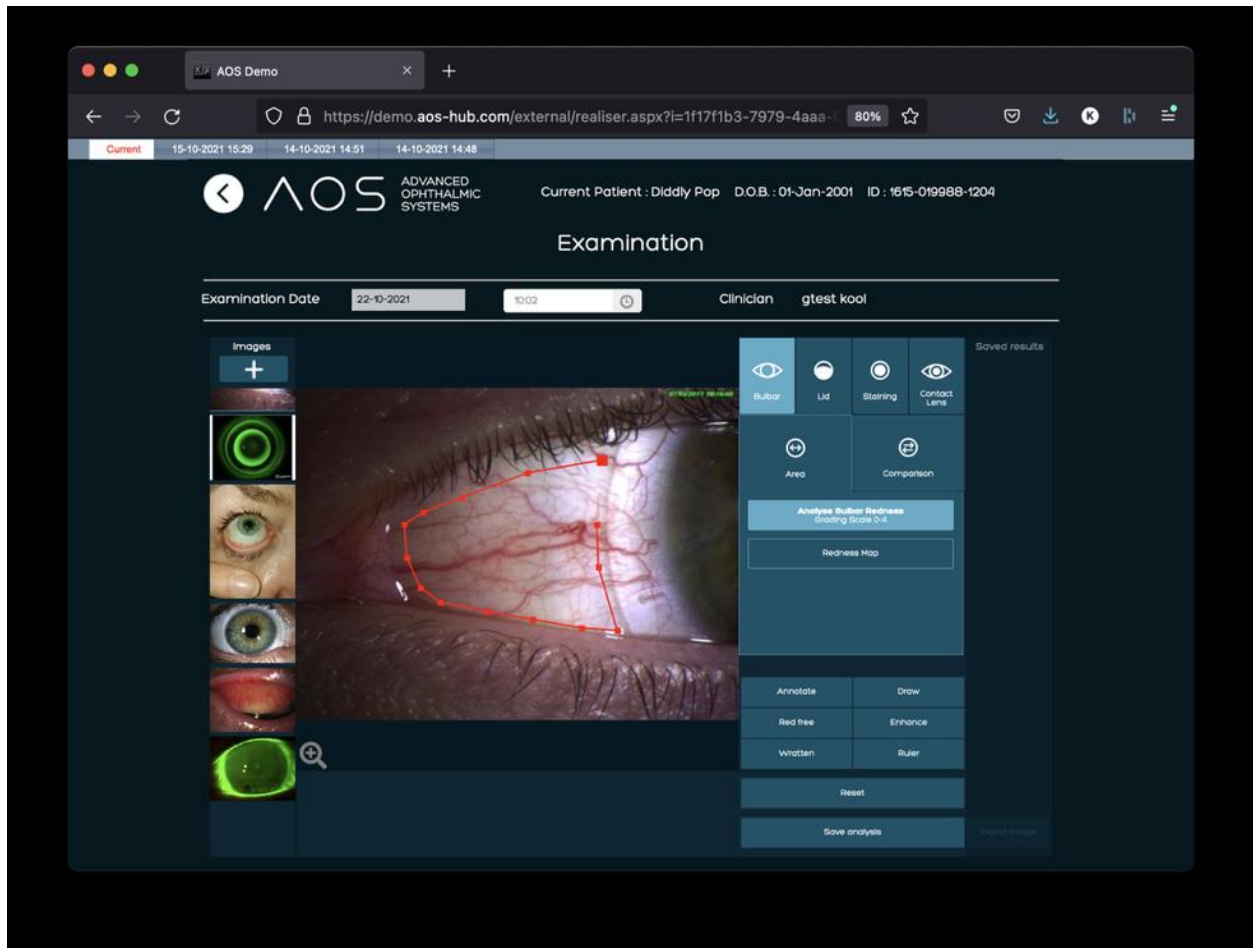 AOS Demo
https://demo.aos-hub.com/external/realiser.aspx?i=1f17f1b3-7979-4aaa-
80%
K
Current 15-10-2021 15:29 14-10-2021 14:51 14-10-2021 14:48
AOS
ADVANCED
OPHTHALMIC
SYSTEMS
Current Patient : Diddly Pop D.O.B. : 01-Jan-2001 ID : 1615-019988-1204
Examination
Examination Date 22-10-2021 10:02 Clinician gtest kool
Images
Saved results
Bulbar Lid Staining Contact
Lens
Area Comparison
Analyse Bulbar Redness
Grading Scale 0-4
Redness Map
Annotate Draw
Red free Enhance
Wratten Ruler
Reset
Save analysis
Export image